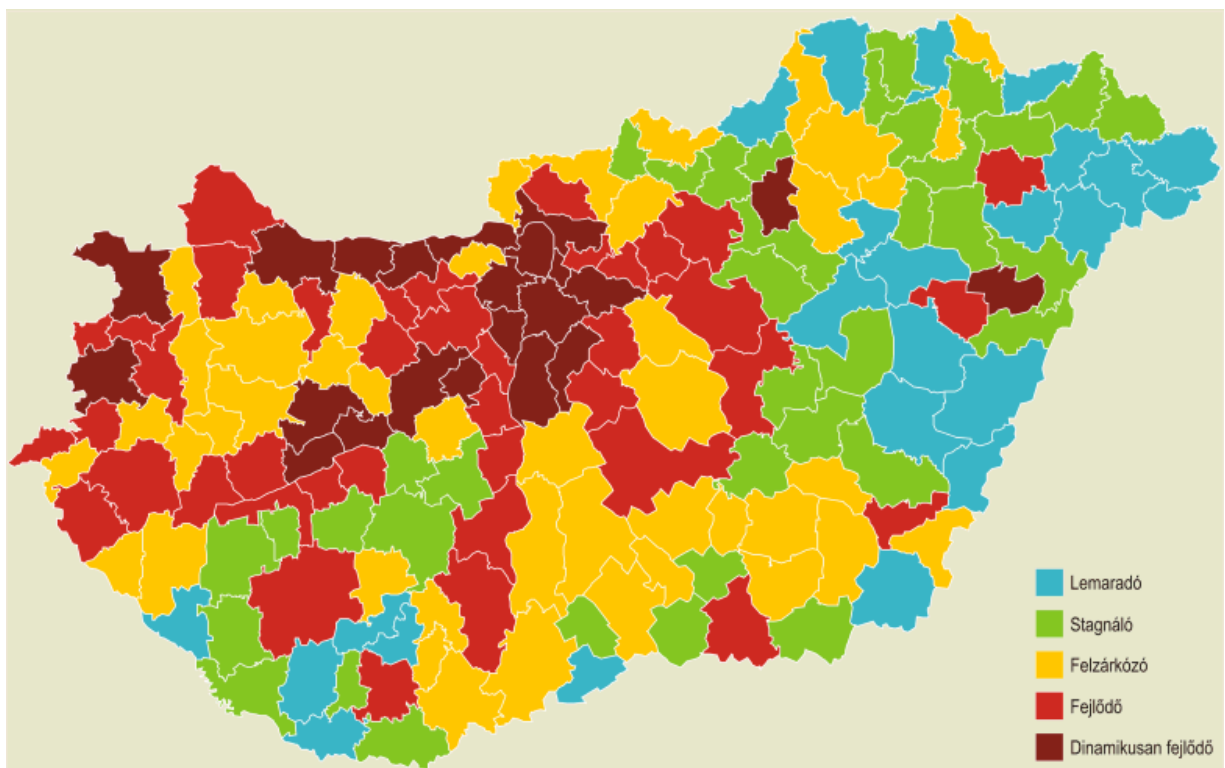 Lemaradó
Stagnáló
Felzárkózó
Fejlődő
Dinamikusan fejlődő